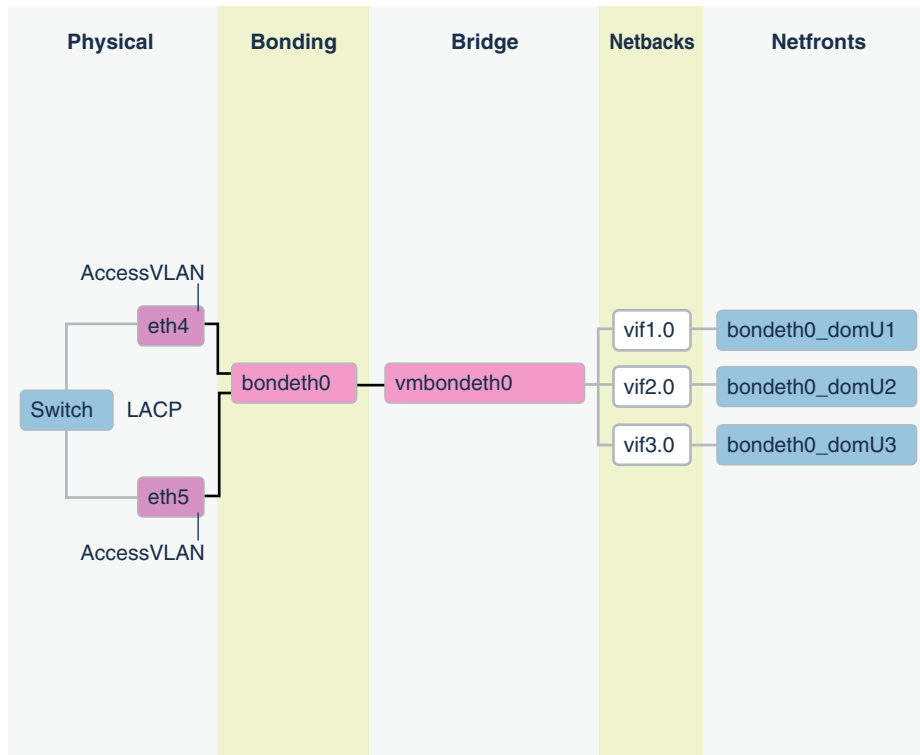 Physical
Bonding
Bridge
Netbacks
Netfronts
AccessVLAN
eth4
Switch
LACP
eth5
AccessVLAN
bondeth0
vmbondeth0
vif1.0
bondeth0_domU1
vif2.0
bondeth0_domU2
vif3.0
bondeth0_domU3